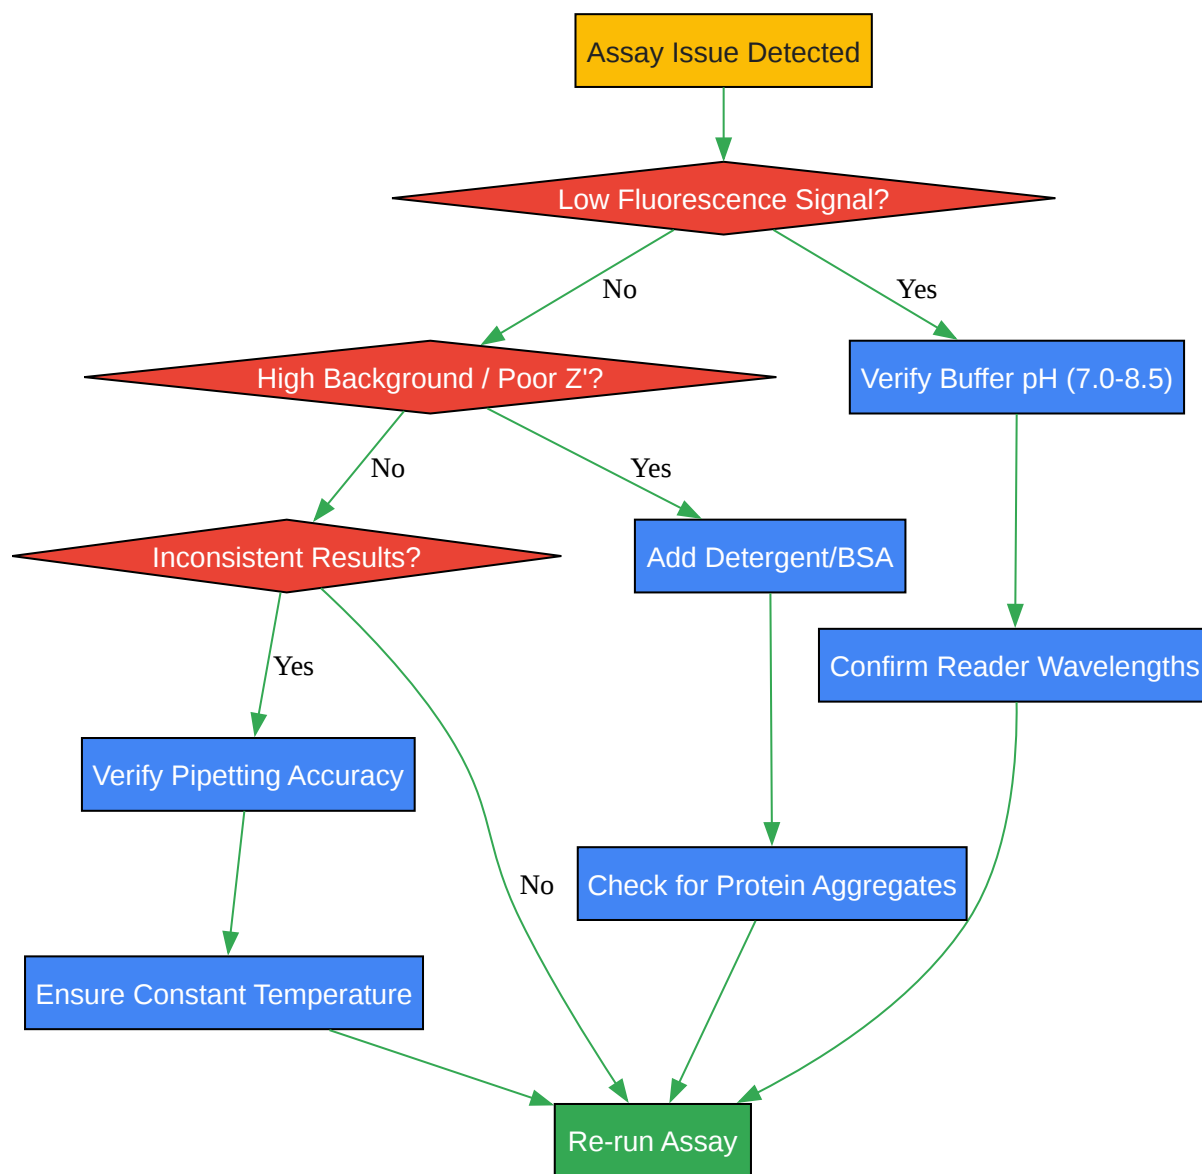 Assay Issue Detected
Low Fluorescence Signal?
No
Yes
High Background / Poor Z'?
Verify Buffer pH (7.0-8.5)
No
Yes
Inconsistent Results?
Add Detergent/BSA
Yes
Confirm Reader Wavelengths
Verify Pipetting Accuracy
No
Check for Protein Aggregates
Ensure Constant Temperature
Re-run Assay